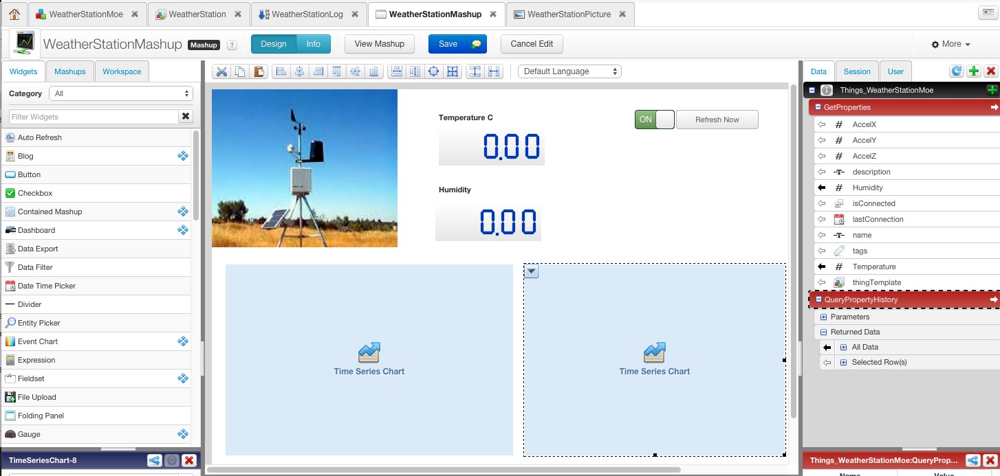 WeatherStationMoe
WeatherStation
WeatherStationLog
WeatherStationMashup
WeatherStationPicture
WeatherStationMashup Mashup ?
Design Info
View Mashup
Save
Cancel Edit
More
Widgets Mashups Workspace
Category All
Filter Widgets
Auto Refresh
Blog
Button
Checkbox
Contained Mashup
Dashboard
Data Export
Data Filter
Date Time Picker
Divider
Entity Picker
Event Chart
Expression
Fieldset
File Upload
Folding Panel
Gauge
TimeSeriesChart-8
Default Language
Temperature C
0.00
ON
Refresh Now
Humidity
0.00
Time Series Chart
Time Series Chart
Data Session User
Things_WeatherStationMoe
GetProperties
# AccelX
# AccelY
# AccelZ
T description
# Humidity
isConnected
lastConnection
T name
tags
# Temperature
thingTemplate
QueryPropertyHistory
Parameters
Returned Data
All Data
Selected Row(s)
Things_WeatherStationMoe:QueryProp...
Name Value